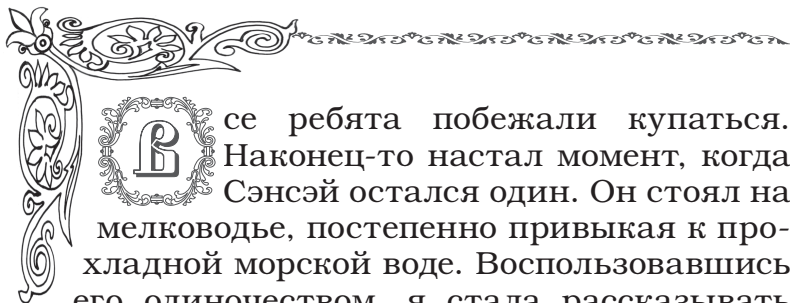 Все ребята побежали купаться.
Наконец-то настал момент, когда
Сэнсэй остался один. Он стоял на
мелководье, постепенно привыкая к про-
хладной морской воде. Воспользовавшись
его одиночеством, я стала рассказывать